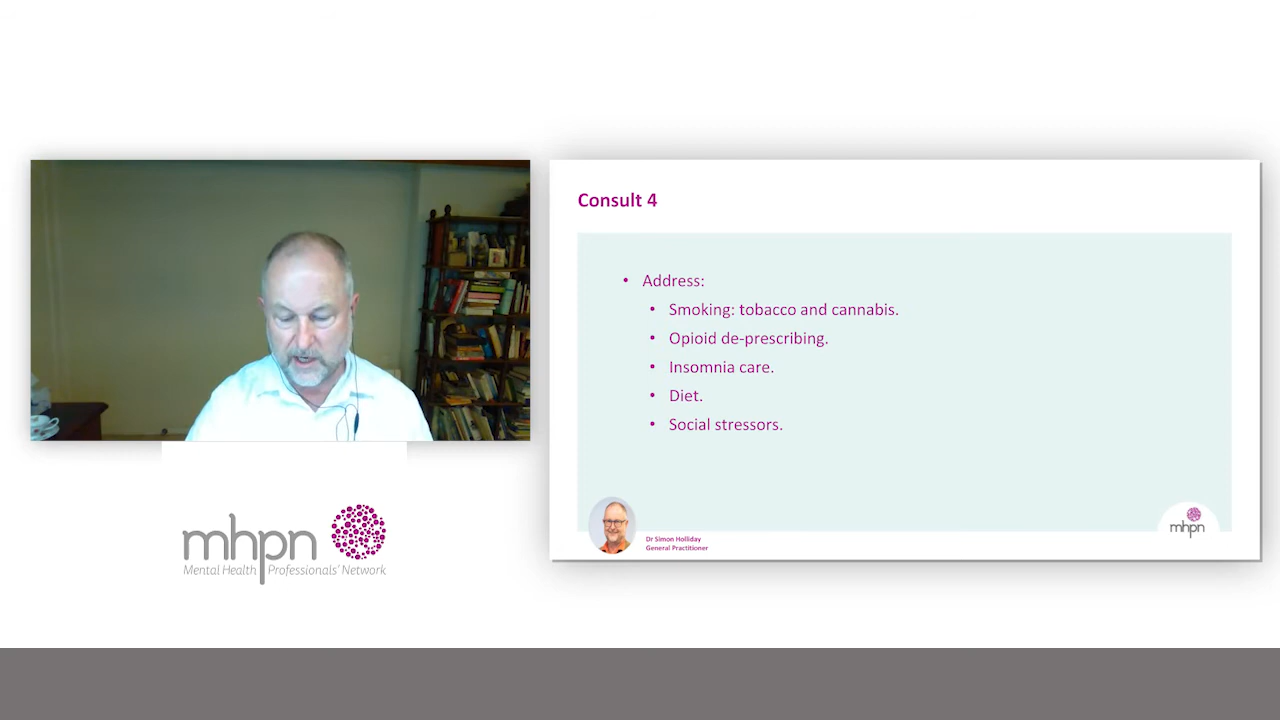 Consult 4
• Address:
• Smoking: tobacco and cannabis.
• Opioid de-prescribing.
• Insomnia care.
• Diet.
• Social stressors.
Dr Simon Holliday
General Practitioner
mhpn
mhpn
Mental Health Professionals' Network